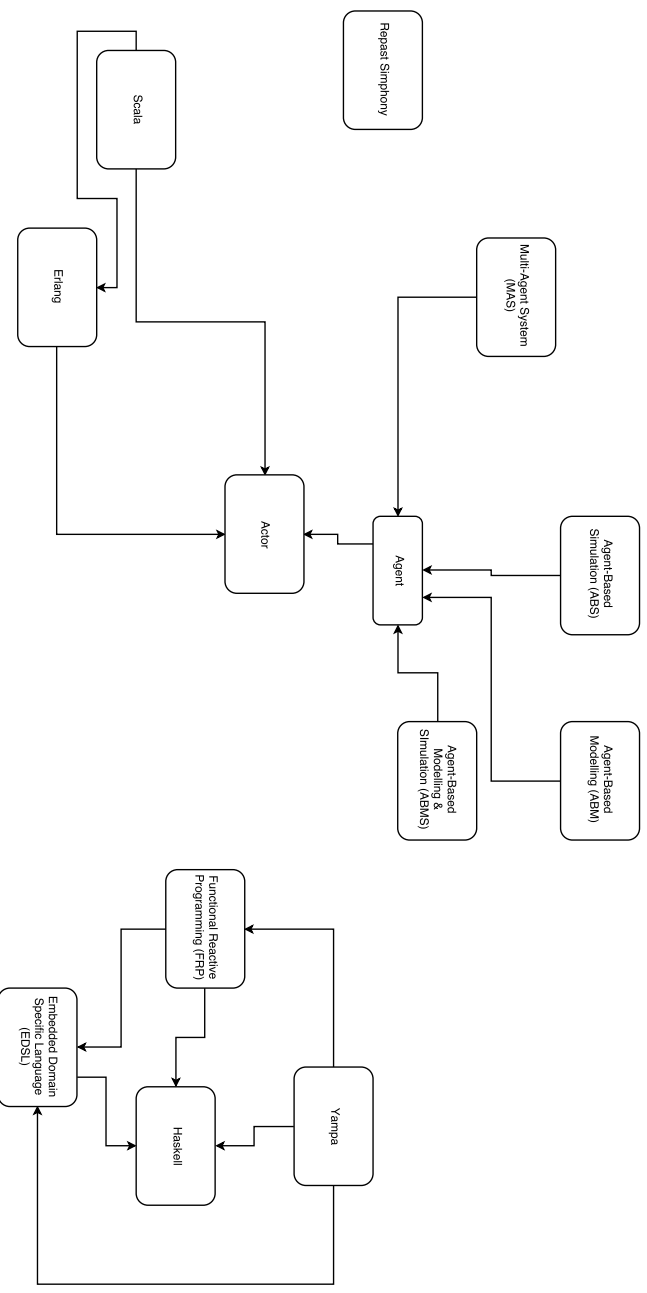 Agent-Based
Simulation (ABS)
Agent-Based
Modelling (ABM)
Multi-Agent System
(MAS)
Agent-Based
Modelling &
SImulation (ABMS)
Repast Simphony
Agent
Yampa
Actor
Functional Reactive
Programming (FRP)
Haskell
Scala
Erlang
Embedded Domain
Specific Language
(EDSL)